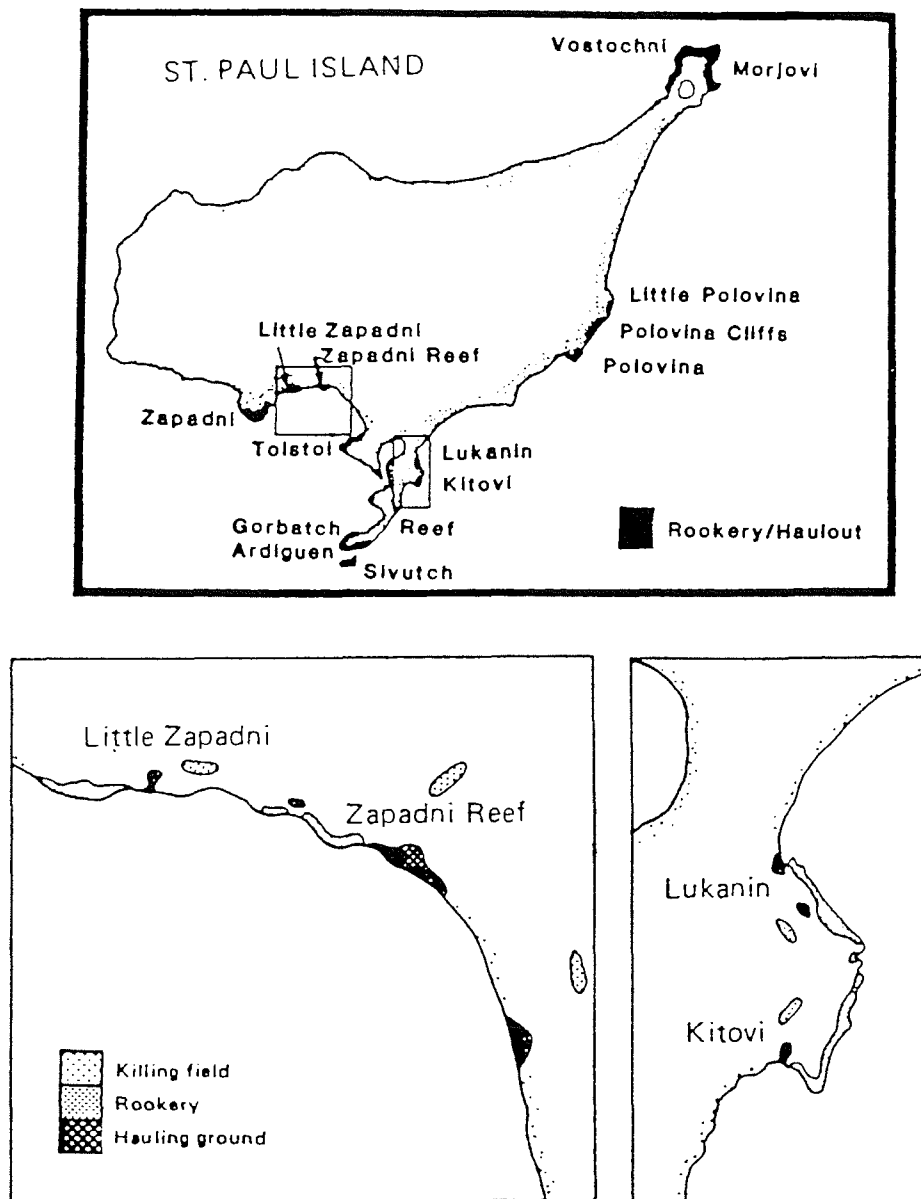 ST. PAUL ISLAND
Vostochni
Morjovi
Little Polovina
Polovina Cliffs
Polovina
Little Zapadni
Zapadni Reef
Zapadni
Tolstoi
Lukanin
Kitovi
Gorbatch
Reef
Ardiguen
Sivutch
Rookery/Haulout
Little Zapadni
Zapadni Reef
Killing field
Rookery
Hauling ground
Lukanin
Kitovi